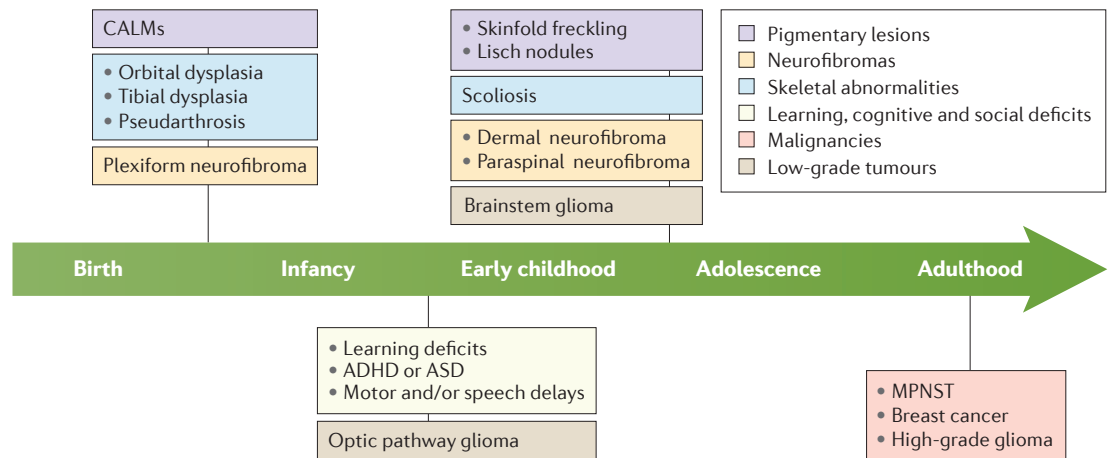 CALMs
• Orbital dysplasia
• Tibial dysplasia
• Pseudarthrosis
Plexiform neurofibroma
• Skinfold freckling
• Lisch nodules
Scoliosis
• Dermal neurofibroma
• Paraspinal neurofibroma
Brainstem glioma
Pigmentary lesions
Neurofibromas
Skeletal abnormalities
Learning, cognitive and social deficits
Malignancies
Low-grade tumours
Birth
Infancy
Early childhood
Adolescence
Adulthood
• Learning deficits
• ADHD or ASD
• Motor and/or speech delays
Optic pathway glioma
• MPNST
• Breast cancer
• High-grade glioma